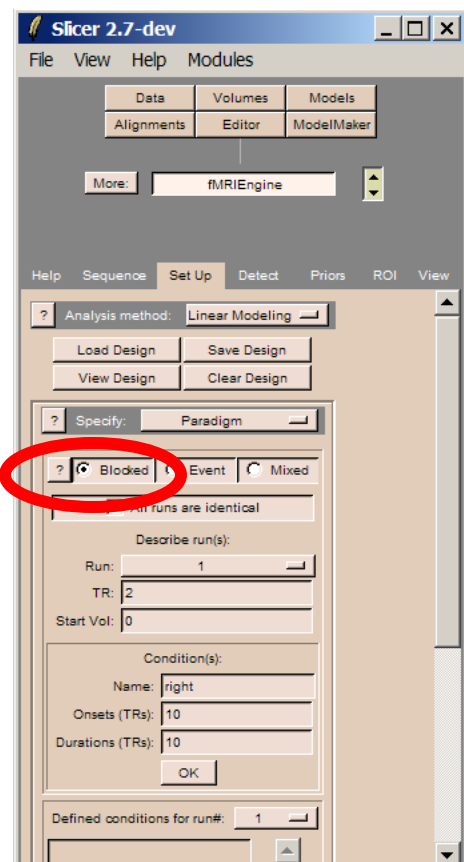 Slicer 2.7-dev
File View Help Modules
Data Volumes Models
Alignments Editor ModelMaker
More: fMRIEngine
Help Sequence Set Up Detect Priors ROI View
? Analysis method: Linear Modeling
Load Design Save Design
View Design Clear Design
? Specify: Paradigm
? Blocked Event Mixed
All runs are identical
Describe run(s):
Run: 1
TR: 2
Start Vol: 0
Condition(s):
Name: right
Onsets (TRs): 10
Durations (TRs): 10
OK
Defined conditions for run#: 1